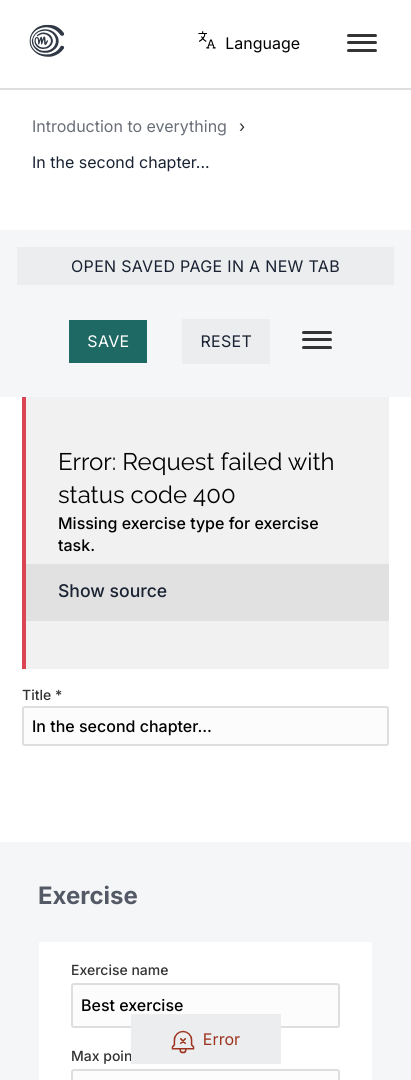 Language
Introduction to everything ›
In the second chapter...
OPEN SAVED PAGE IN A NEW TAB
SAVE RESET
Error: Request failed with
status code 400
Missing exercise type for exercise
task.
Show source
Title *
In the second chapter...
Exercise
Exercise name
Best exercise
Error
Max poin